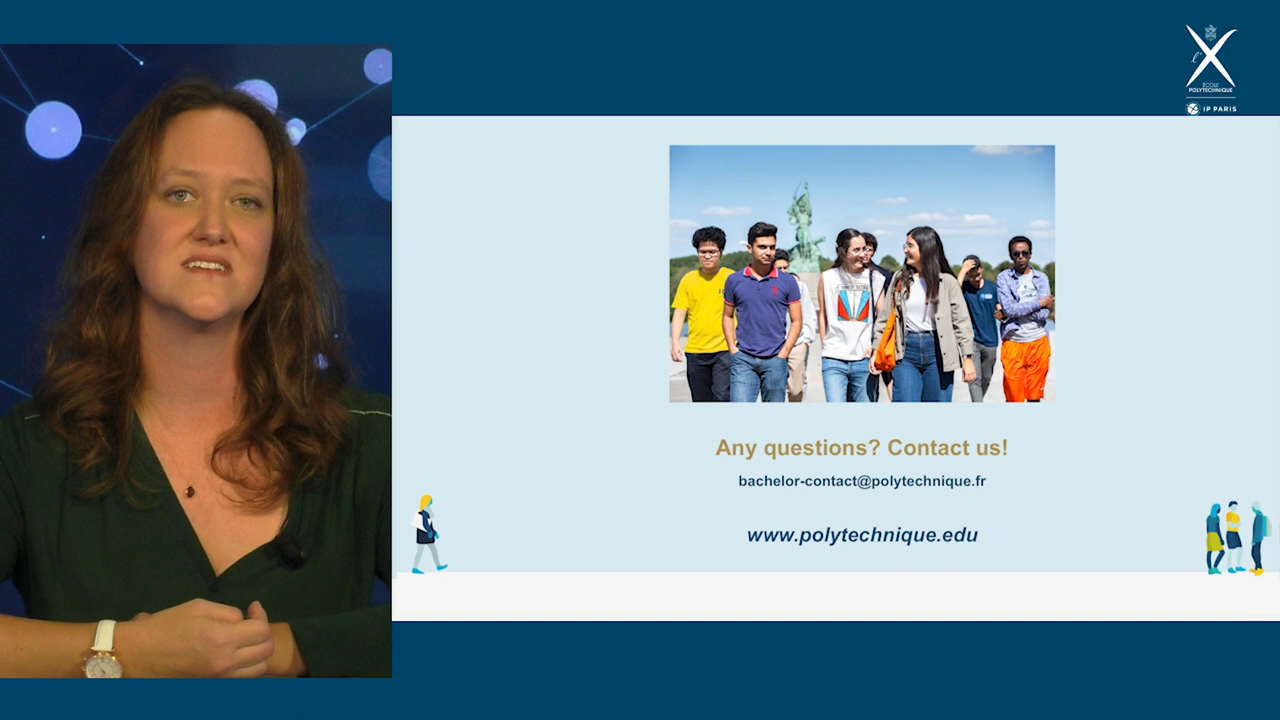 l'X
ÉCOLE
POLYTECHNIQUE
IP PARIS
Any questions? Contact us!
bachelor-contact@polytechnique.fr
www.polytechnique.edu